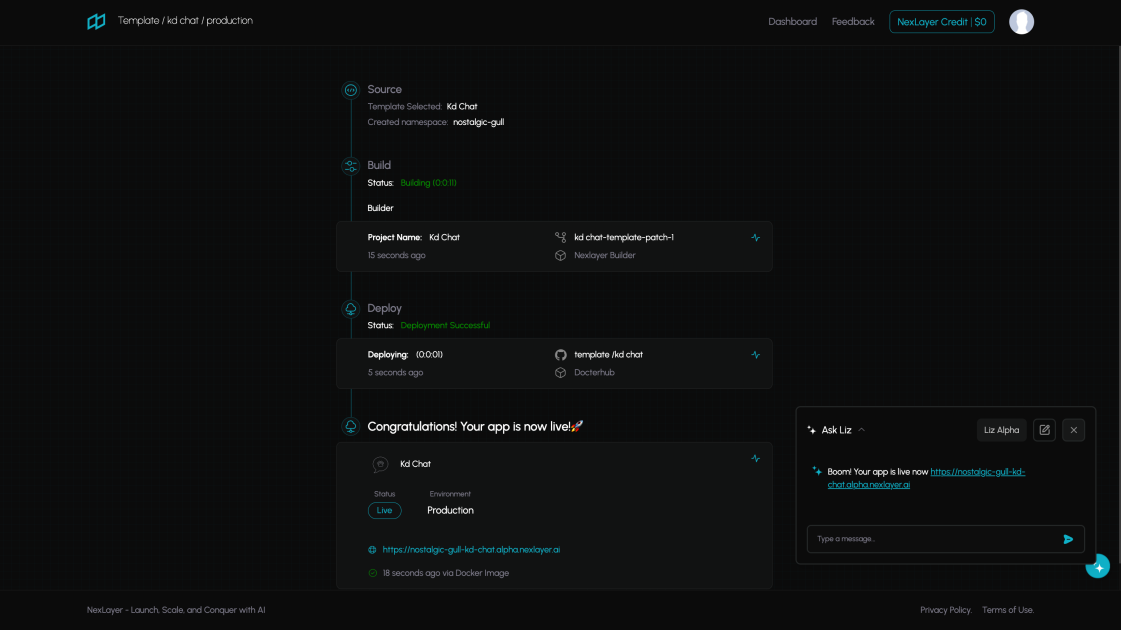 Template / kd chat / production
Dashboard
Feedback
NexLayer Credit | $0
Source
Template Selected: Kd Chat
Created namespace: nostalgic-gull
Build
Status: Building (0:0:11)
Builder
Project Name: Kd Chat
kd chat-template-patch-1
15 seconds ago
Nexlayer Builder
Deploy
Status: Deployment Successful
Deploying: (0:0:01)
template /kd chat
5 seconds ago
Docterhub
Congratulations! Your app is now live!🚀
Kd Chat
Status
Environment
Live
Production
https://nostalgic-gull-kd-chat.alpha.nexlayer.ai
18 seconds ago via Docker Image
Ask Liz
Liz Alpha
Boom! Your app is live now https://nostalgic-gull-kd-
chat.alpha.nexlayer.ai
Type a message...
NexLayer - Launch, Scale, and Conquer with AI
Privacy Policy.
Terms of Use.